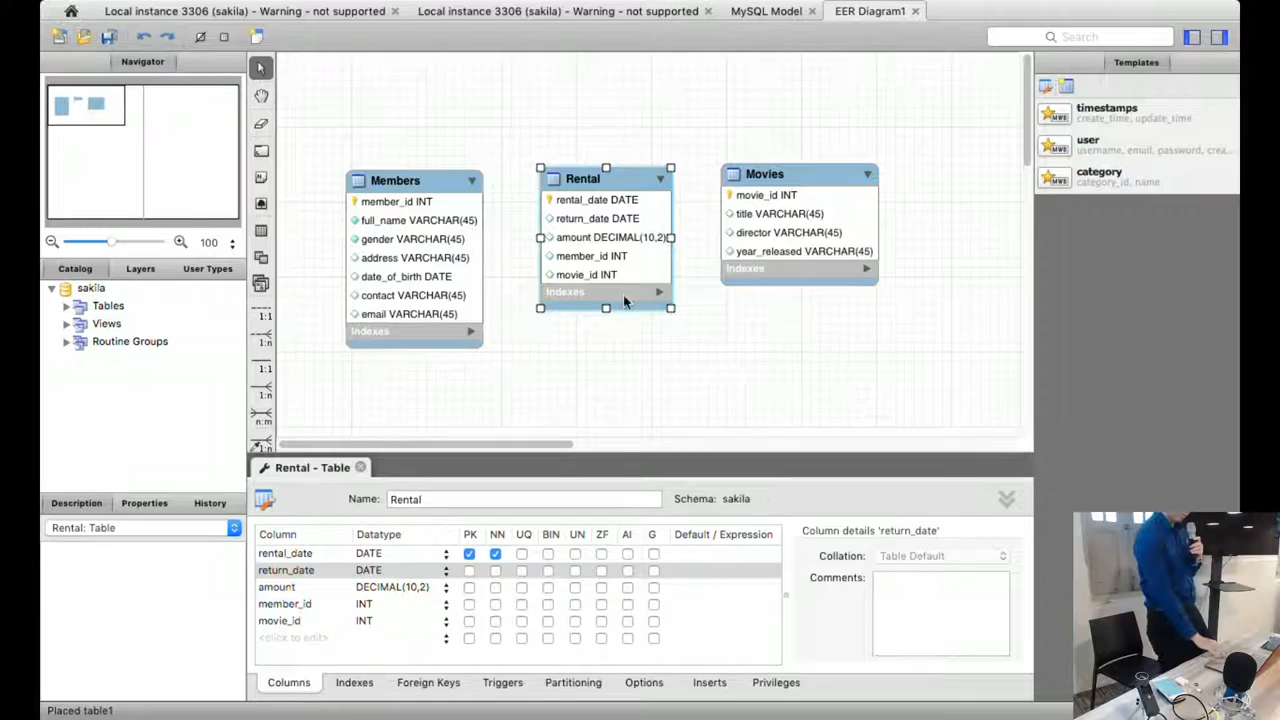 Local instance 3306 (sakila) - Warning - not supported
Local instance 3306 (sakila) - Warning - not supported
MySQL Model
EER Diagram1
Search
Navigator
100
Catalog
Layers
User Types
sakila
Tables
Views
Routine Groups
Description
Properties
History
Rental: Table
1:1
1:n
1:1
1:n
n:m
1:n
Members
member_id INT
full_name VARCHAR(45)
gender VARCHAR(45)
address VARCHAR(45)
date_of_birth DATE
contact VARCHAR(45)
email VARCHAR(45)
Indexes
Rental
rental_date DATE
return_date DATE
amount DECIMAL(10,2)
member_id INT
movie_id INT
Indexes
Movies
movie_id INT
title VARCHAR(45)
director VARCHAR(45)
year_released VARCHAR(45)
Indexes
Templates
timestamps
create_time, update_time
user
username, email, password, crea...
category
category_id, name
Rental - Table
Name: Rental
Schema: sakila
Column Datatype PK NN UQ BIN UN ZF AI G Default / Expression
rental_date DATE
return_date DATE
amount DECIMAL(10,2)
member_id INT
movie_id INT
<click to edit>
Column details 'return_date'
Collation: Table Default
Comments:
Columns
Indexes
Foreign Keys
Triggers
Partitioning
Options
Inserts
Privileges
Placed table1